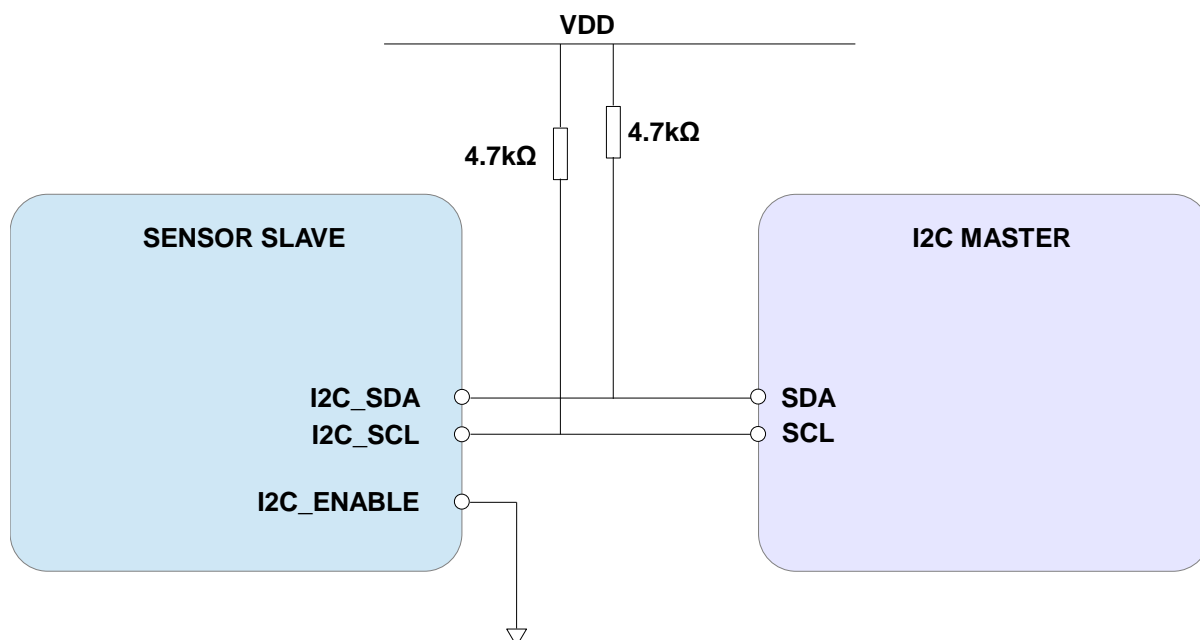 VDD
4.7kΩ
4.7kΩ
SENSOR SLAVE
I2C MASTER
I2C_SDA
SDA
I2C_SCL
SCL
I2C_ENABLE